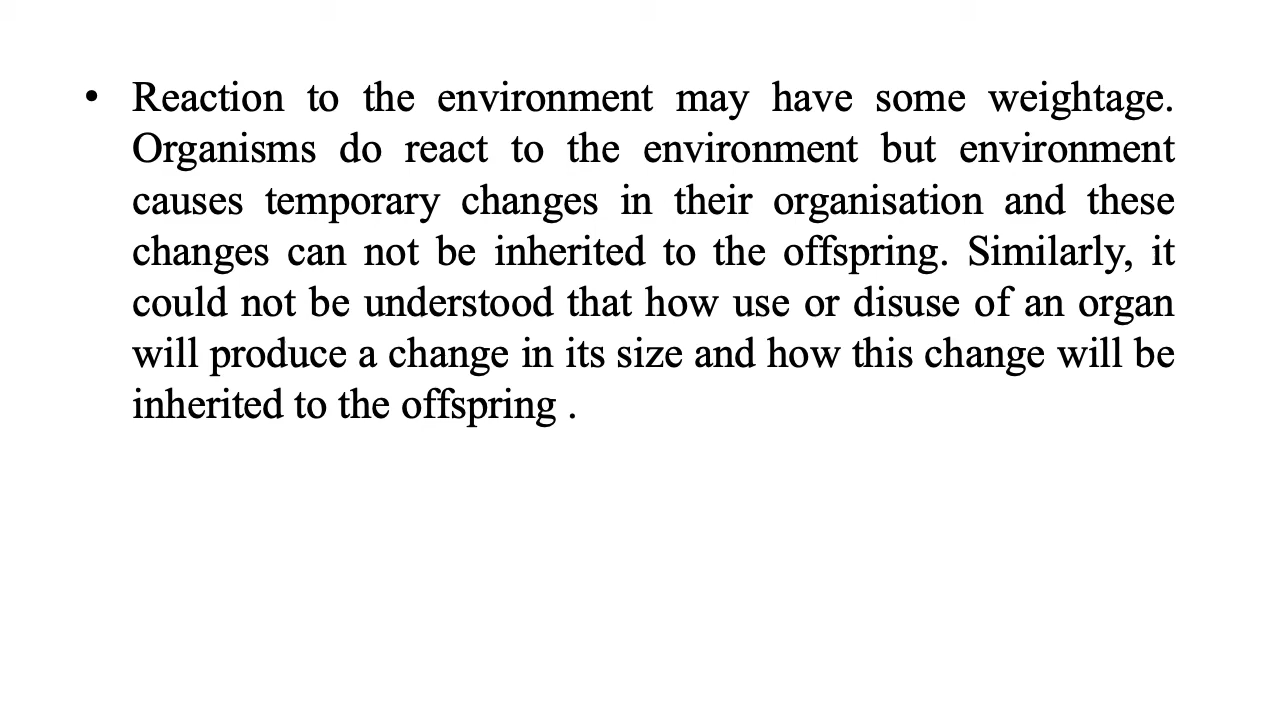 • Reaction to the environment may have some weightage.
Organisms do react to the environment but environment
causes temporary changes in their organisation and these
changes can not be inherited to the offspring. Similarly, it
could not be understood that how use or disuse of an organ
will produce a change in its size and how this change will be
inherited to the offspring .